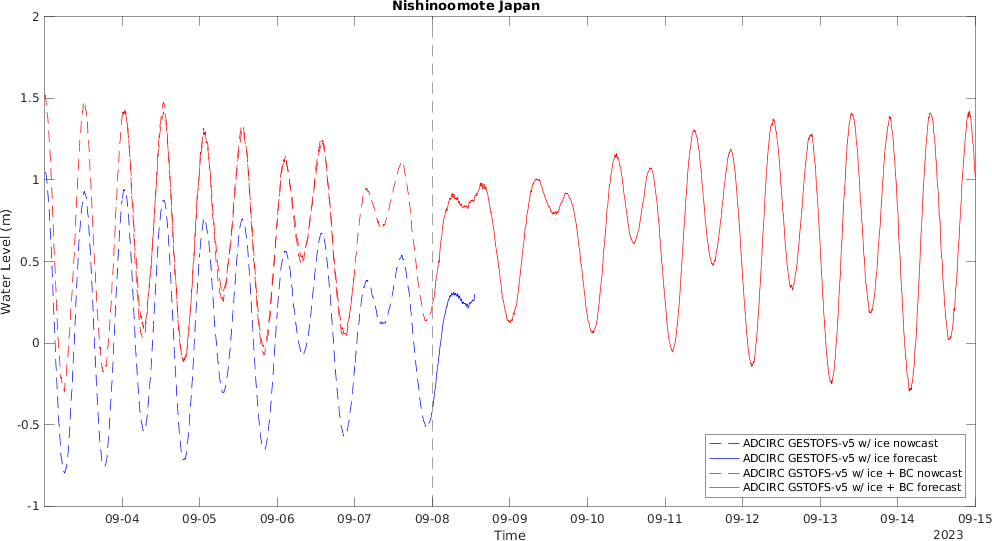 Nishinoomote Japan
2
1.5
1
0.5
0
-0.5
-1
Water Level (m)
ADCIRC GESTOFS-v5 w/ ice nowcast
ADCIRC GESTOFS-v5 w/ ice forecast
ADCIRC GSTOFS-v5 w/ ice + BC nowcast
ADCIRC GSTOFS-v5 w/ ice + BC forecast
09-04 09-05 09-06 09-07 09-08 09-09 09-10 09-11 09-12 09-13 09-14 09-15
Time
2023